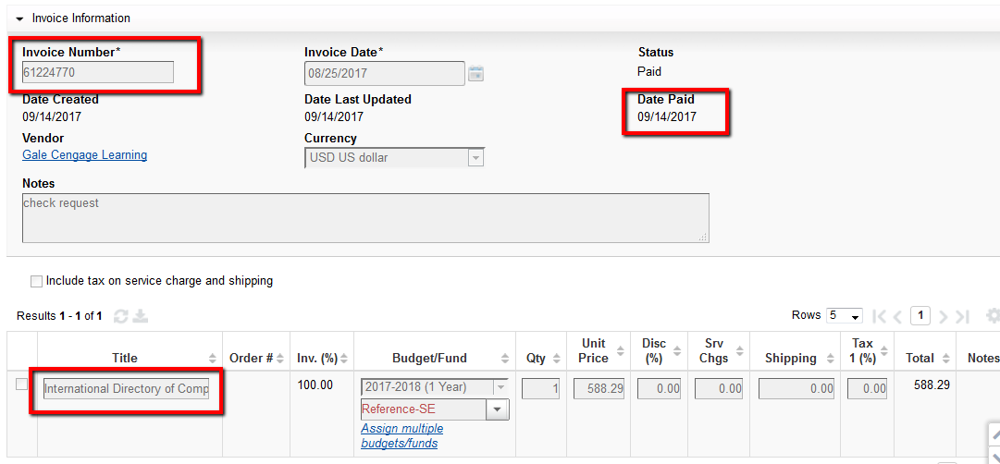 Invoice Information
Invoice Number* Invoice Date* Status
61224770 08/25/2017 Paid
Date Created Date Last Updated Date Paid
09/14/2017 09/14/2017 09/14/2017
Vendor Currency
Gale Cengage Learning USD US dollar
Notes
check request
Include tax on service charge and shipping
Results 1 - 1 of 1 Rows 5 1
Title Order # Inv. (%) Budget/Fund Qty Unit Price Disc (%) Srv Chgs Shipping Tax 1 (%) Total Notes
International Directory of Comp 100.00 2017-2018 (1 Year) 1 588.29 0.00 0.00 0.00 0.00 588.29
Reference-SE
Assign multiple
budgets/funds